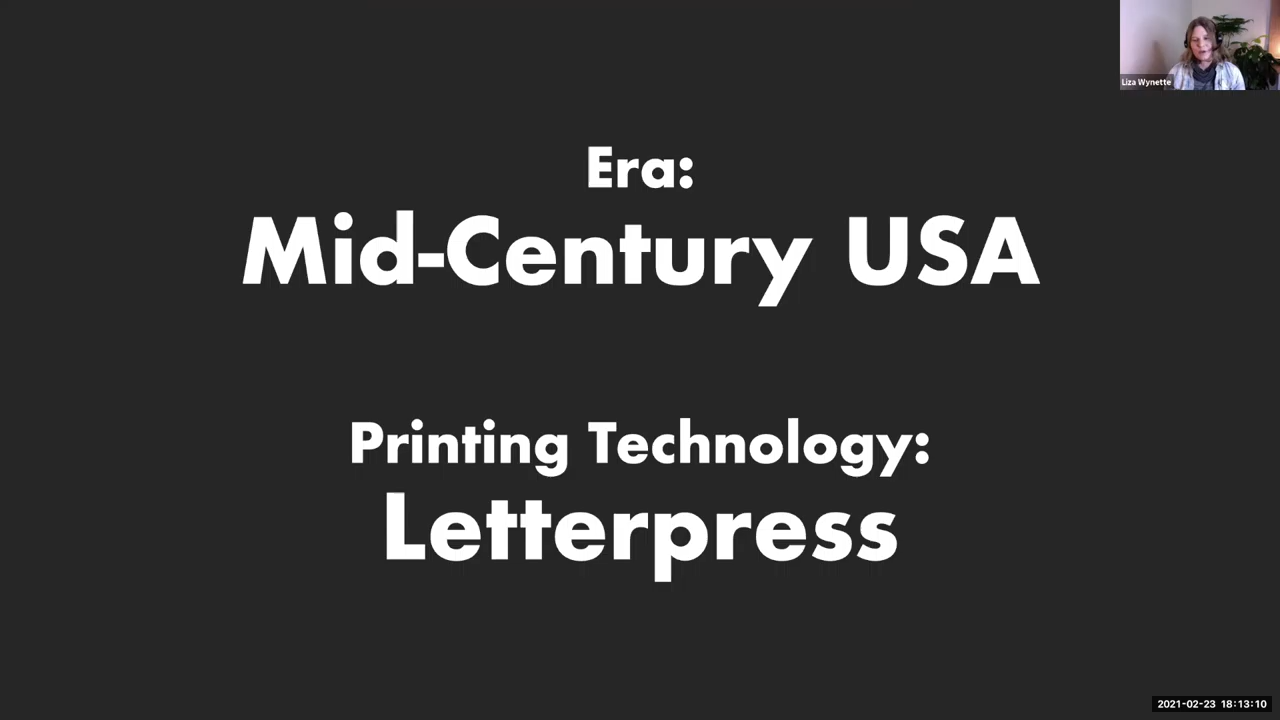 Liza Wynette
Era:
Mid-Century USA
Printing Technology:
Letterpress
2021-02-23 18:13:10